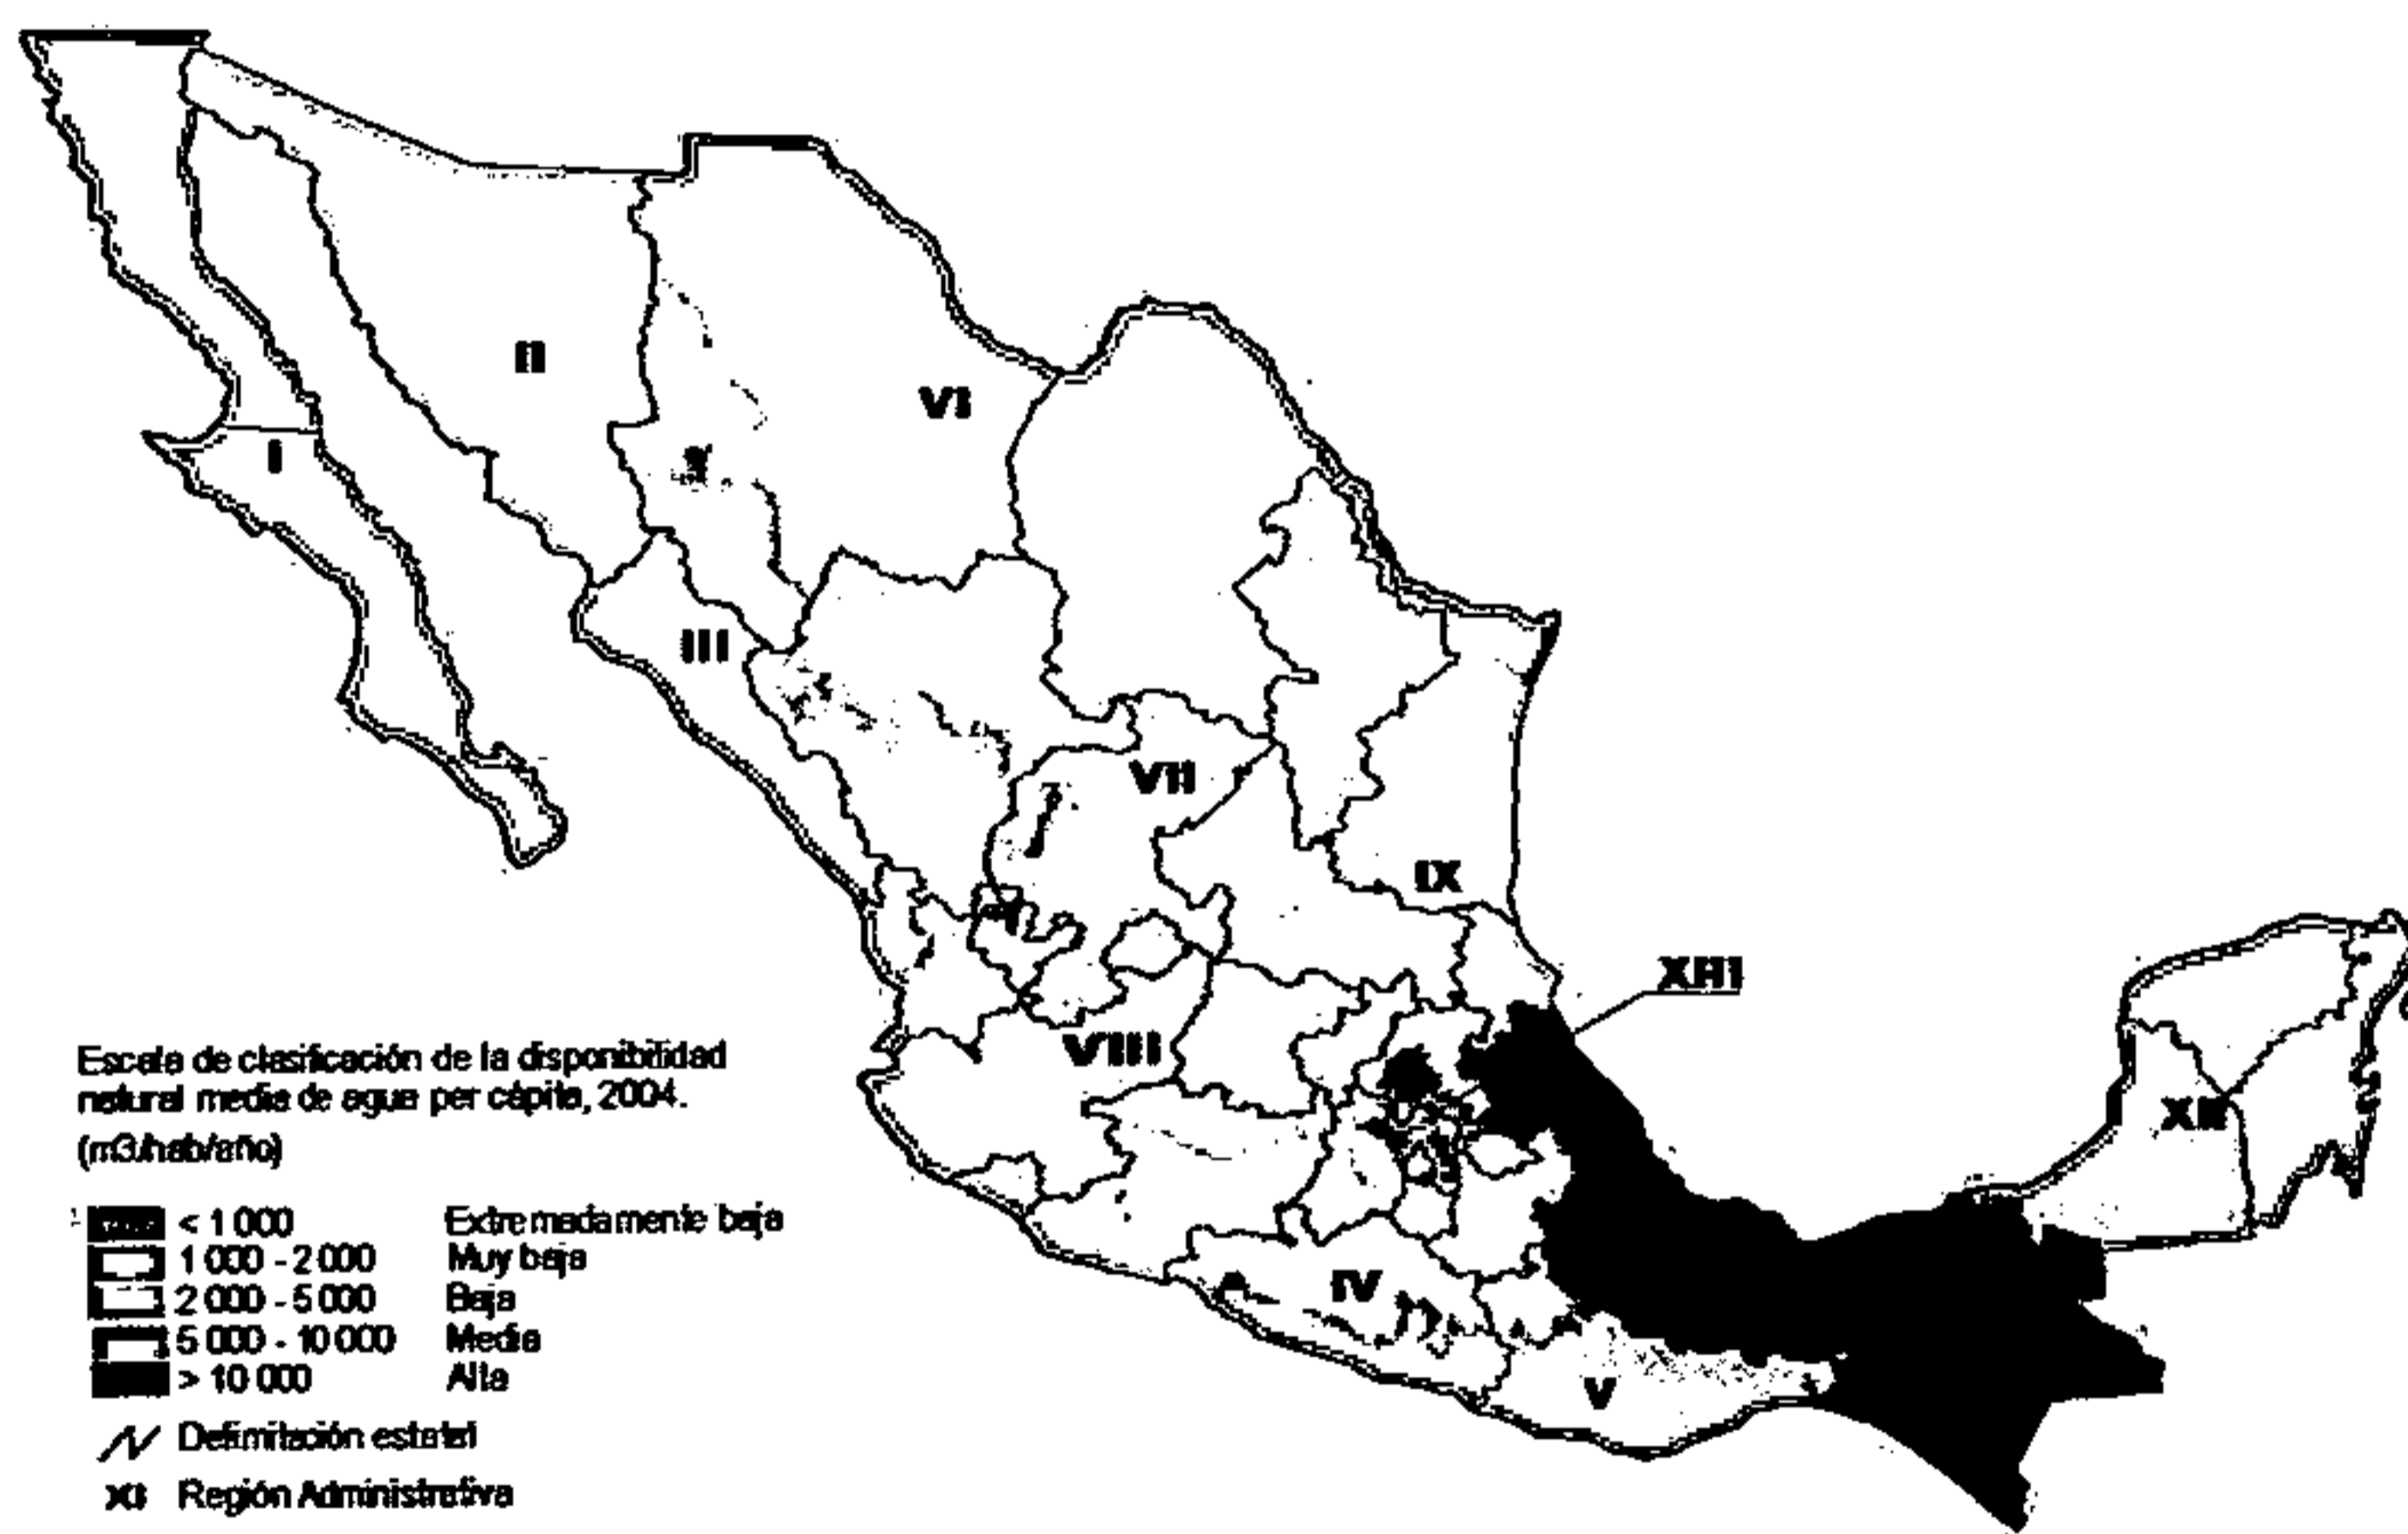 II
VI
I
III
VII
IX
XIII
VIII
XII
IV
V
Escala de clasificación de la disponibilidad
natural media de agua per cápita, 2004.
(m3/hab/año)
< 1 000 Extremadamente baja
1 000 - 2 000 Muy baja
2 000 - 5 000 Baja
5 000 - 10 000 Media
> 10 000 Alta
Delimitación estatal
XI Región Administrativa